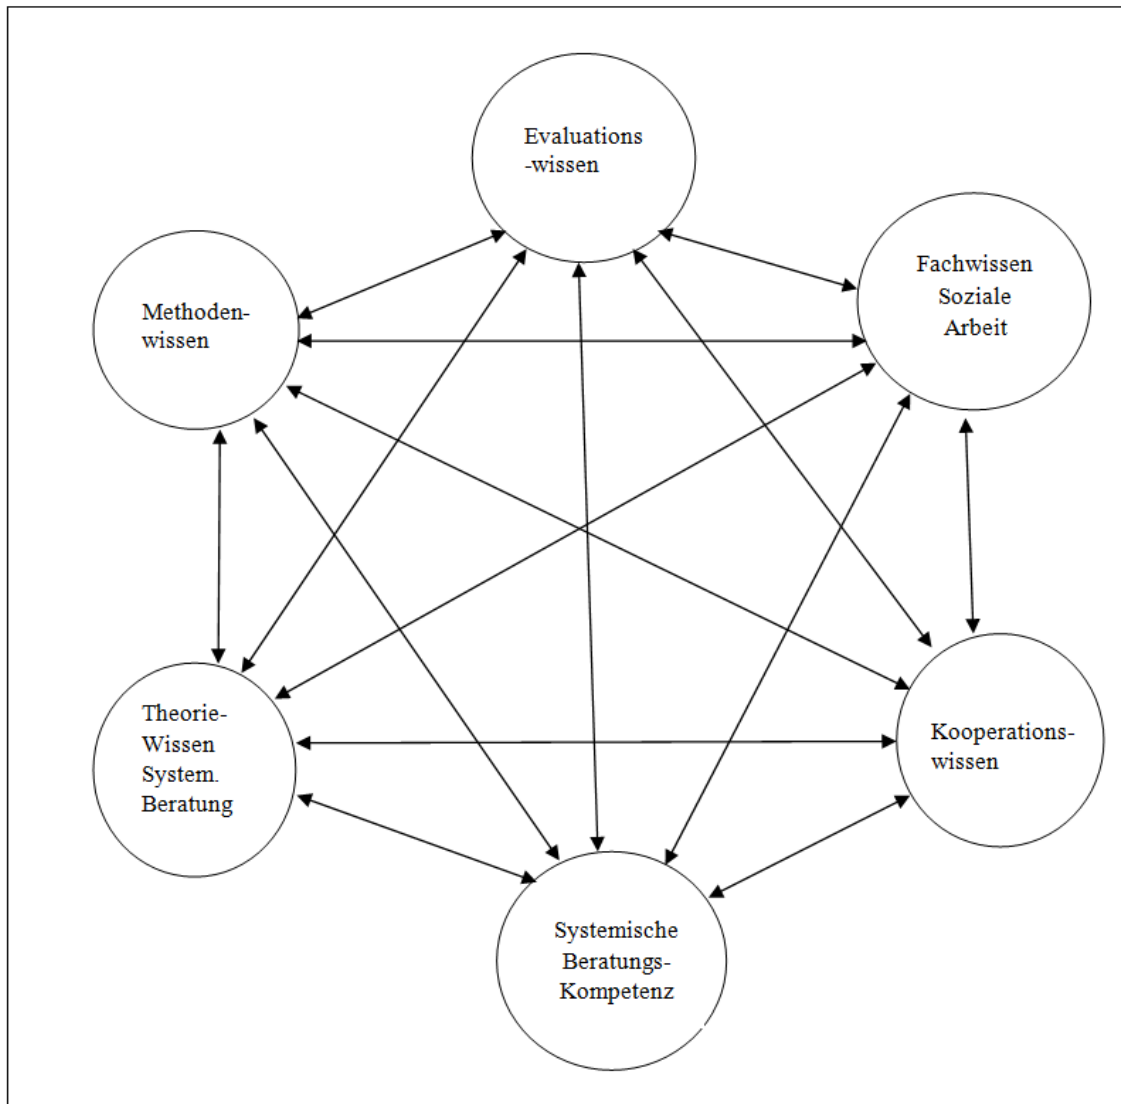 Evaluations
-wissen
Fachwissen
Soziale
Arbeit
Methoden-
wissen
Theorie-
Wissen
System.
Beratung
Kooperations-
wissen
Systemische
Beratungs-
Kompetenz